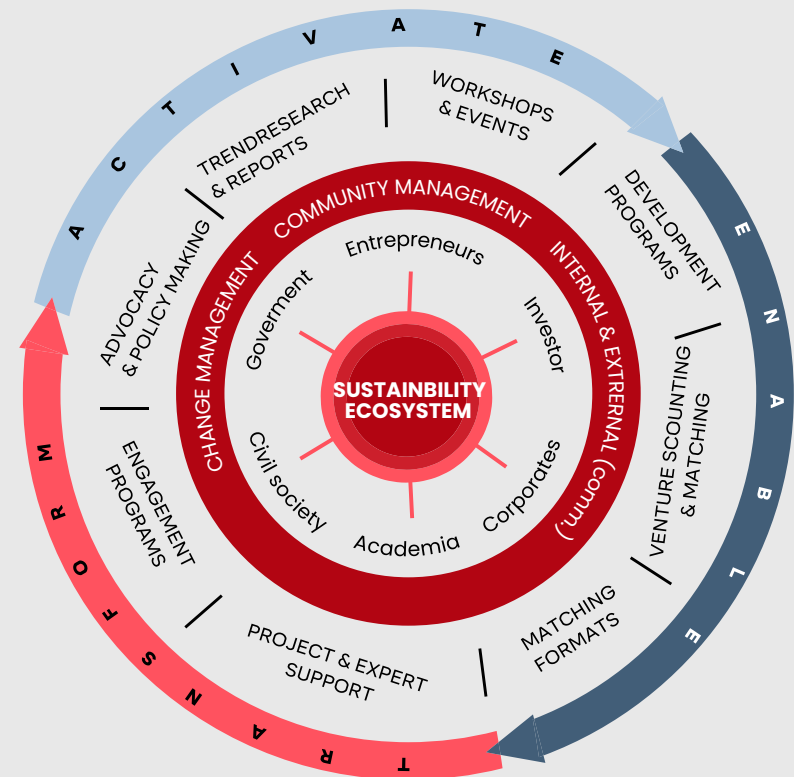 ACTIVATE
ENABLE
TRANSFORM
TRENDRESEARCH
& REPORTS
WORKSHOPS
& EVENTS
DEVELOPMENT
PROGRAMS
VENTURE SCOUNTING
& MATCHING
MATCHING
FORMATS
PROJECT & EXPERT
SUPPORT
ENGAGEMENT
PROGRAMS
ADVOCACY
& POLICY MAKING
CHANGE MANAGEMENT
COMMUNITY MANAGEMENT
INTERNAL & EXTRERNAL (comm.)
Entrepreneurs
Investor
Corporates
Academia
Civil society
Goverment
SUSTAINBILITY
ECOSYSTEM